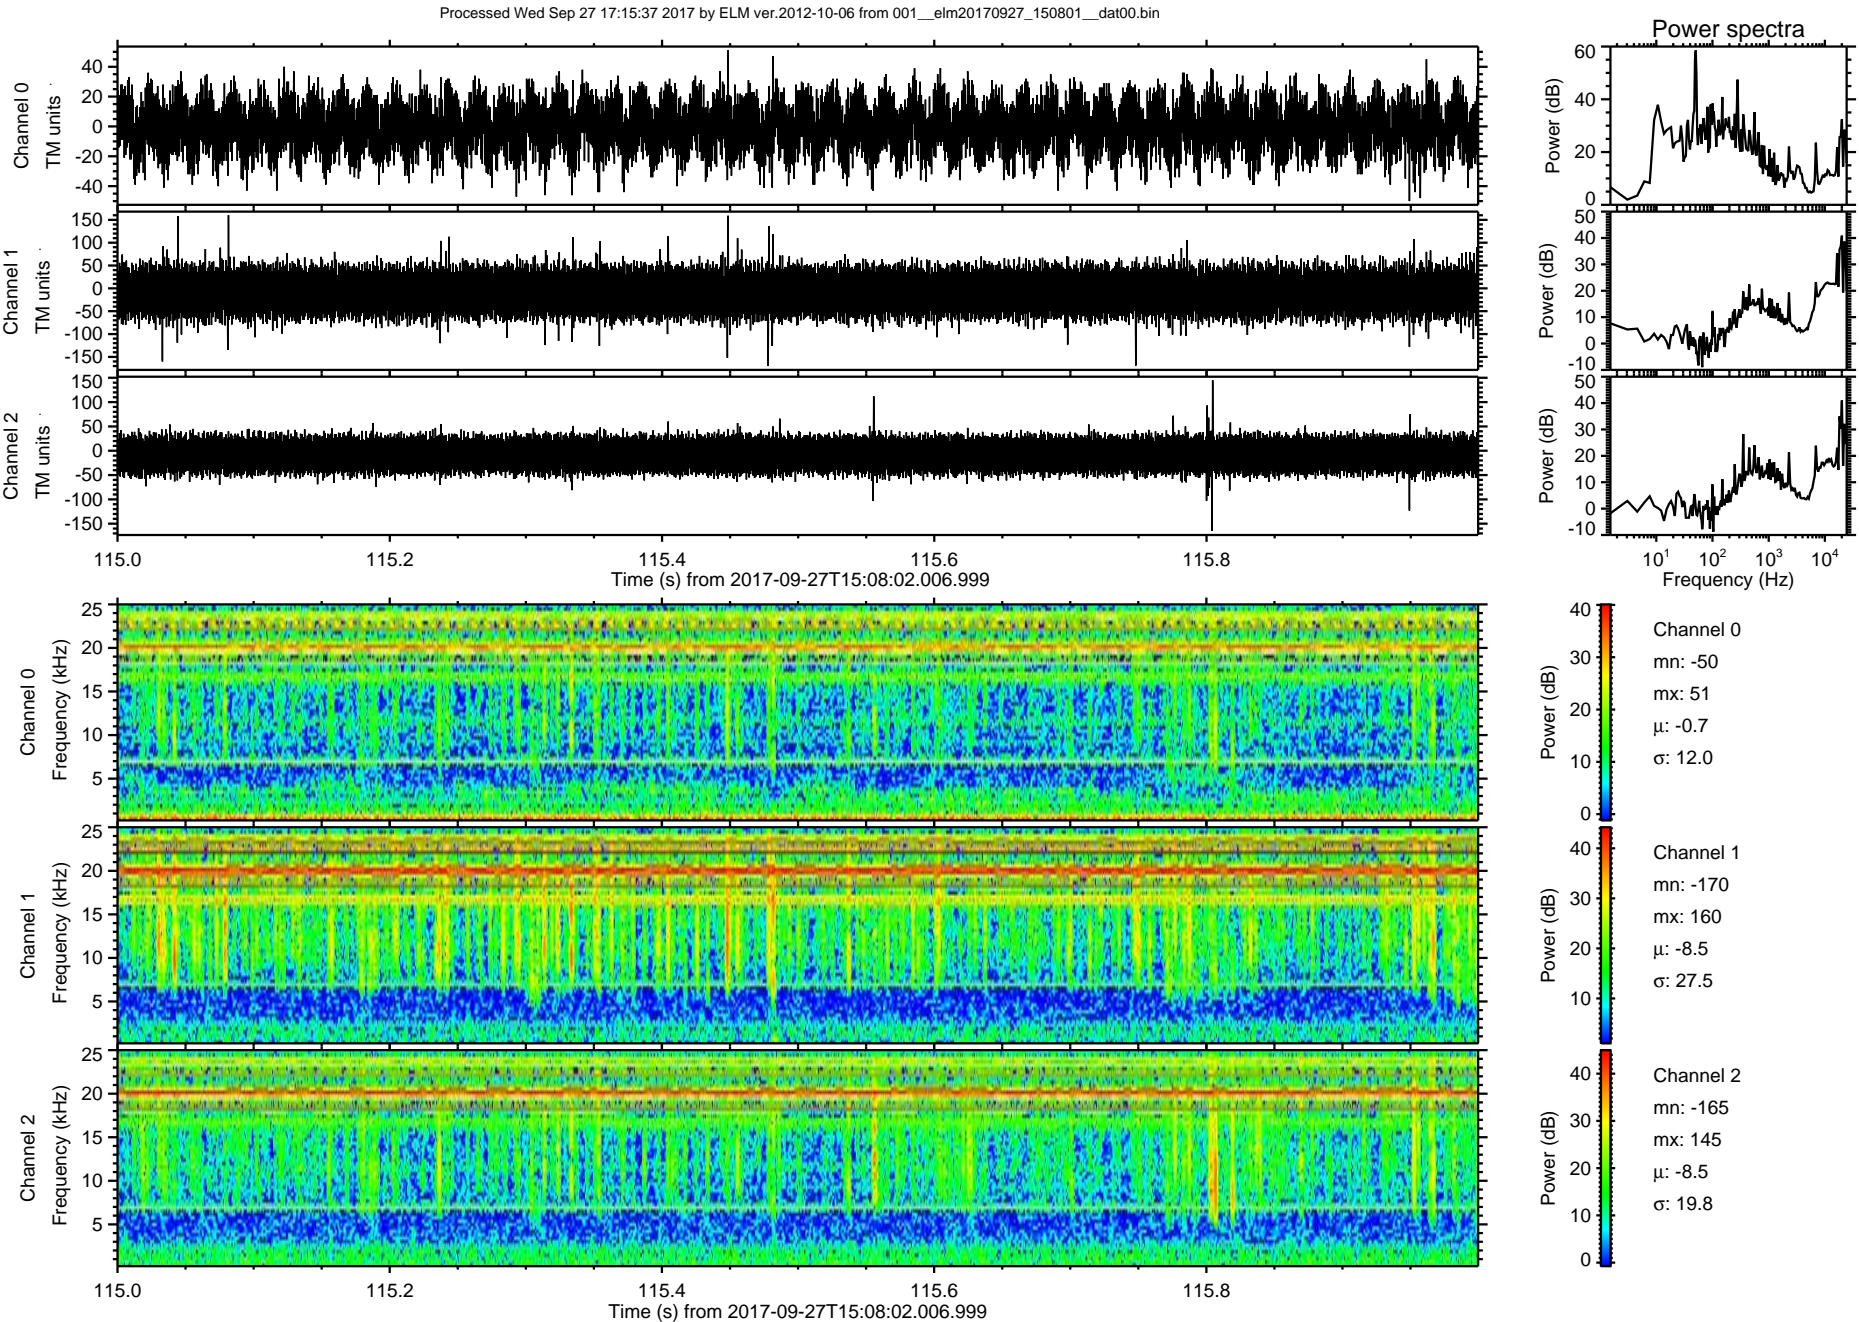 Processed Wed Sep 27 17:15:37 2017 by ELM ver.2012-10-06 from 001__elm20170927_150801__dat00.bin
Power spectra
Channel 0
TM units
40
20
0
-20
-40
Power (dB)
60
40
20
0
Channel 1
TM units
150
100
50
0
-50
-100
-150
Power (dB)
50
40
30
20
10
0
-10
Channel 2
TM units
150
100
50
0
-50
-100
-150
Power (dB)
50
40
30
20
10
0
-10
115.0 115.2 115.4 115.6 115.8
Time (s) from 2017-09-27T15:08:02.006.999
10^1 10^2 10^3 10^4
Frequency (Hz)
Channel 0
Frequency (kHz)
25
20
15
10
5
Power (dB)
40
30
20
10
0
Channel 0
mn: -50
mx: 51
μ: -0.7
σ: 12.0
Channel 1
Frequency (kHz)
25
20
15
10
5
Power (dB)
40
30
20
10
Channel 1
mn: -170
mx: 160
μ: -8.5
σ: 27.5
Channel 2
Frequency (kHz)
25
20
15
10
5
Power (dB)
40
30
20
10
0
Channel 2
mn: -165
mx: 145
μ: -8.5
σ: 19.8
115.0 115.2 115.4 115.6 115.8
Time (s) from 2017-09-27T15:08:02.006.999